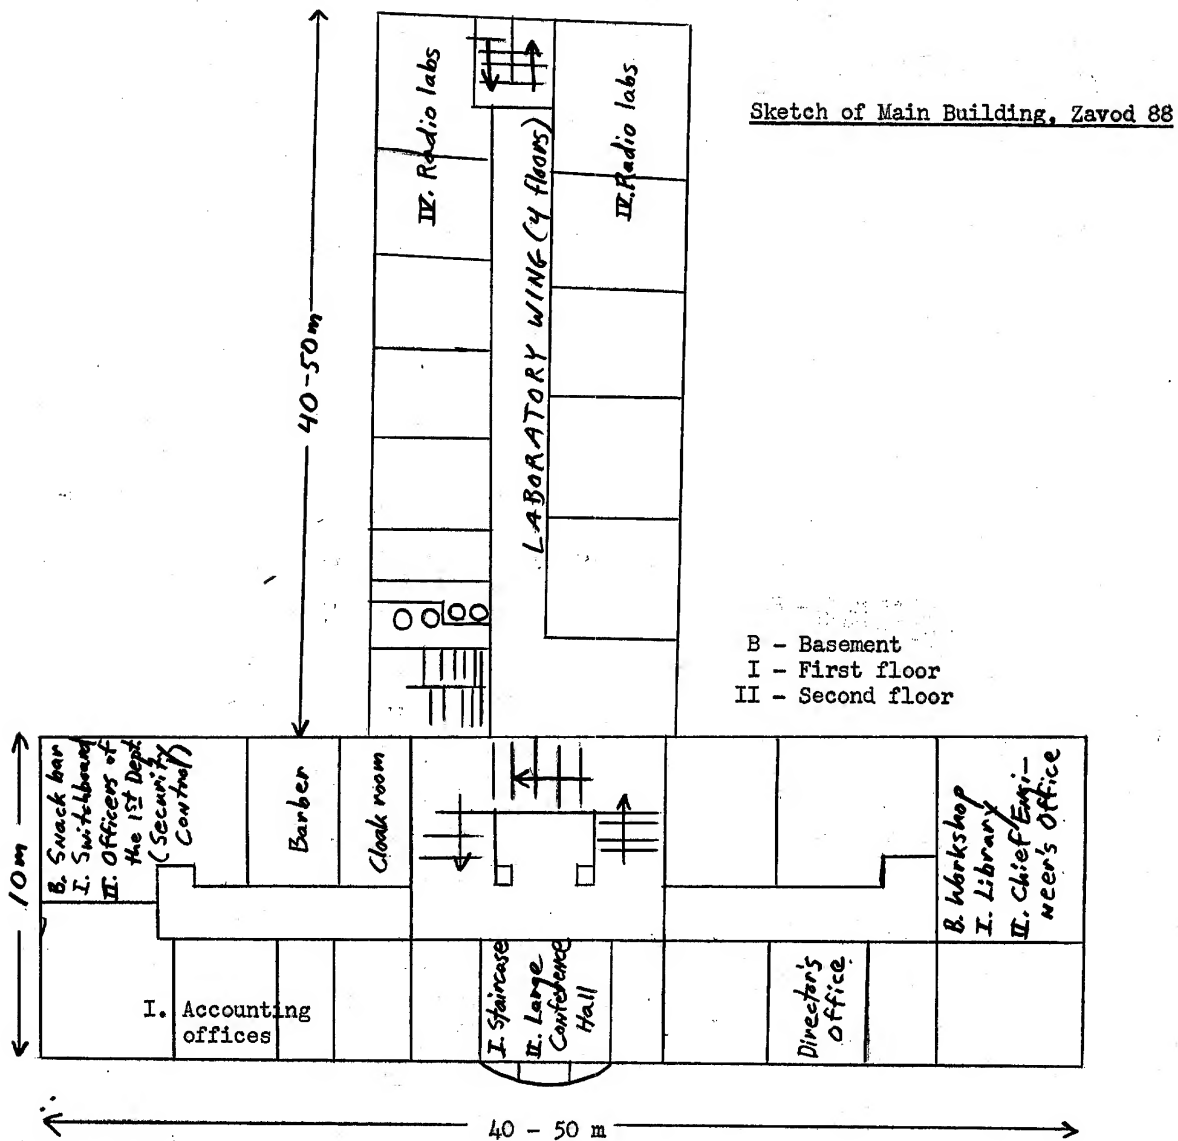 Sketch of Main Building, Zavod 88
IV. Radio labs
IV. Radio labs
LABORATORY WING (4 floors)
40-50m
B - Basement
I - First floor
II - Second floor
B. Snack bar
I. Switchboard
II. Officers of
the 1st Dept.
(Security
Control)
Barber
Cloak room
B. Workshop
I. Library
II. Chief Engi-
neer's Office
10m
I. Accounting
offices
I. Staircase
II. Large
Conference
Hall
Director's
Office
40 - 50 m